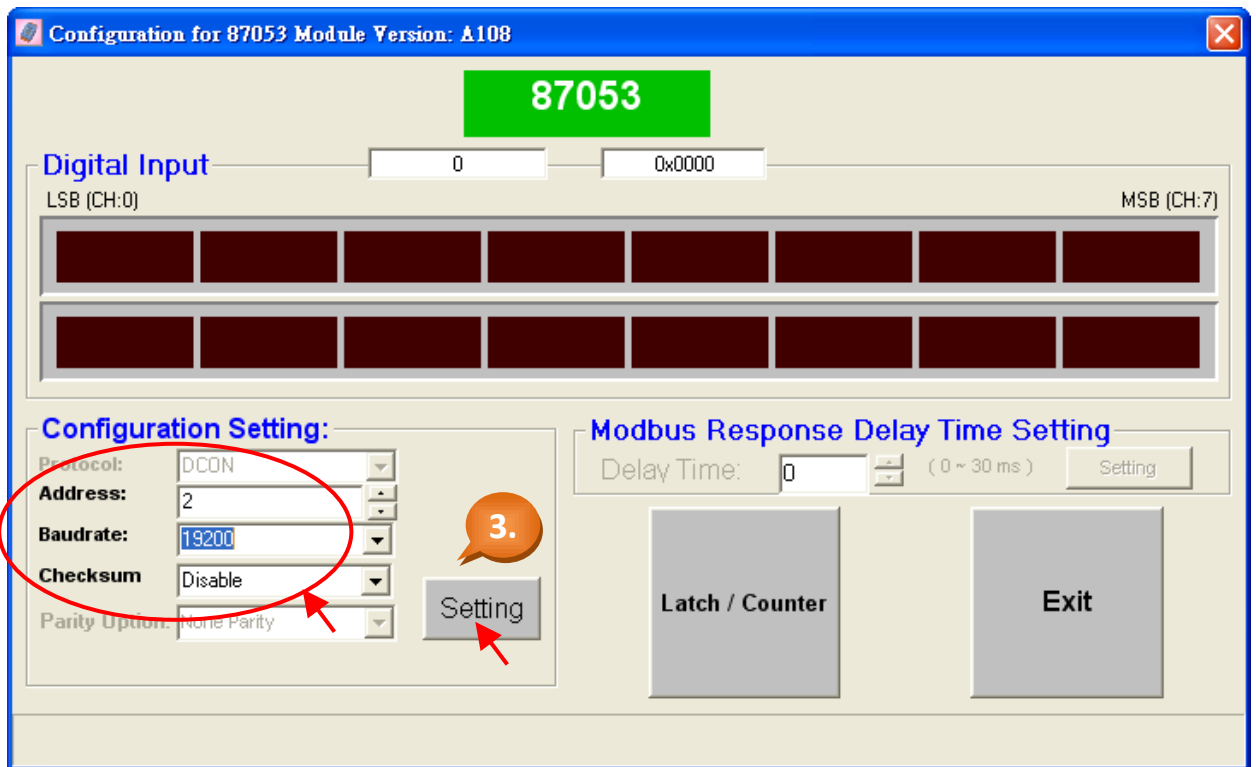 Configuration for 87053 Module Version: A108
87053
Digital Input 0 0x0000
LSB (CH:0) MSB (CH:7)
Configuration Setting:
Protocol: DCON
Address: 2
Baudrate: 19200
Checksum Disable
Parity Option: None Parity
3.
Setting
Modbus Response Delay Time Setting
Delay Time: 0 ( 0 ~ 30 ms ) Setting
Latch / Counter
Exit